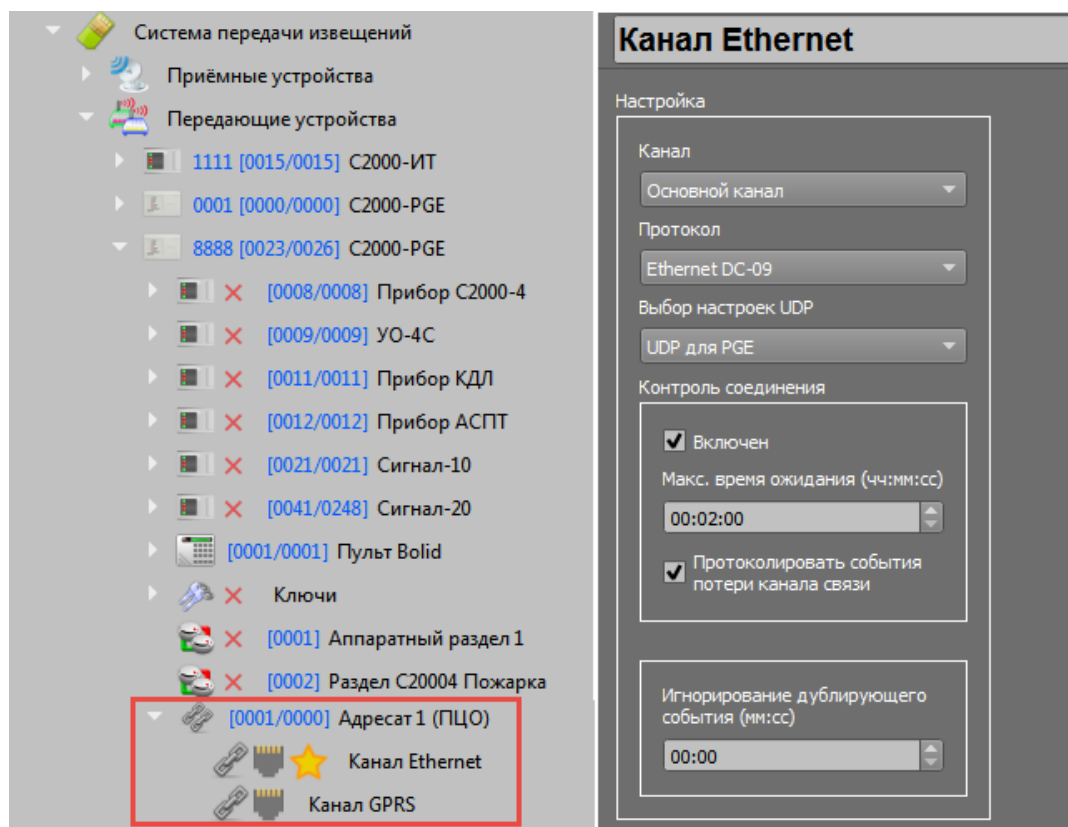 Система передачи извещений
Приёмные устройства
Передающие устройства
1111 [0015/0015] С2000-ИТ
0001 [0000/0000] С2000-PGE
8888 [0023/0026] С2000-PGE
[0008/0008] Прибор С2000-4
[0009/0009] УО-4С
[0011/0011] Прибор КДЛ
[0012/0012] Прибор АСПТ
[0021/0021] Сигнал-10
[0041/0248] Сигнал-20
[0001/0001] Пульт Bolid
Ключи
[0001] Аппаратный раздел 1
[0002] Раздел С20004 Пожарка
[0001/0000] Адресат 1 (ПЦО)
Канал Ethernet
Канал GPRS
Канал Ethernet
Настройка
Канал
Основной канал
Протокол
Ethernet DC-09
Выбор настроек UDP
UDP для PGE
Контроль соединения
Включен
Макс. время ожидания (чч:мм:сс)
00:02:00
Протоколировать события
потери канала связи
Игнорирование дублирующего
события (мм:сс)
00:00